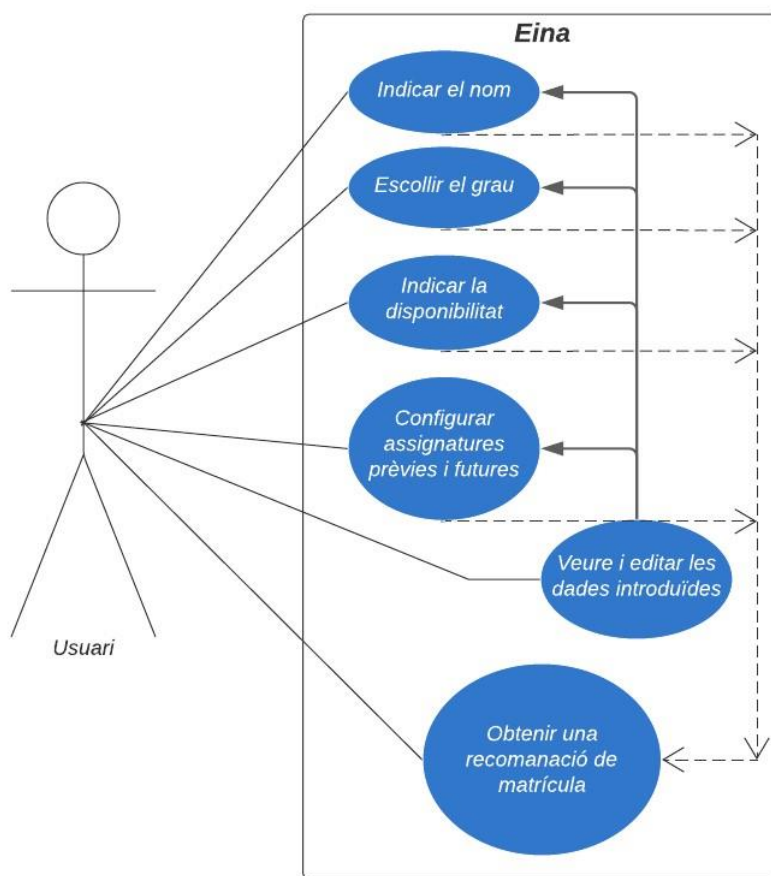 Eina
Indicar el nom
Escollir el grau
Indicar la
disponibilitat
Configurar
assignatures
prèvies i futures
Veure i editar les
dades introduïdes
Usuari
Obtenir una
recomanació de
matrícula